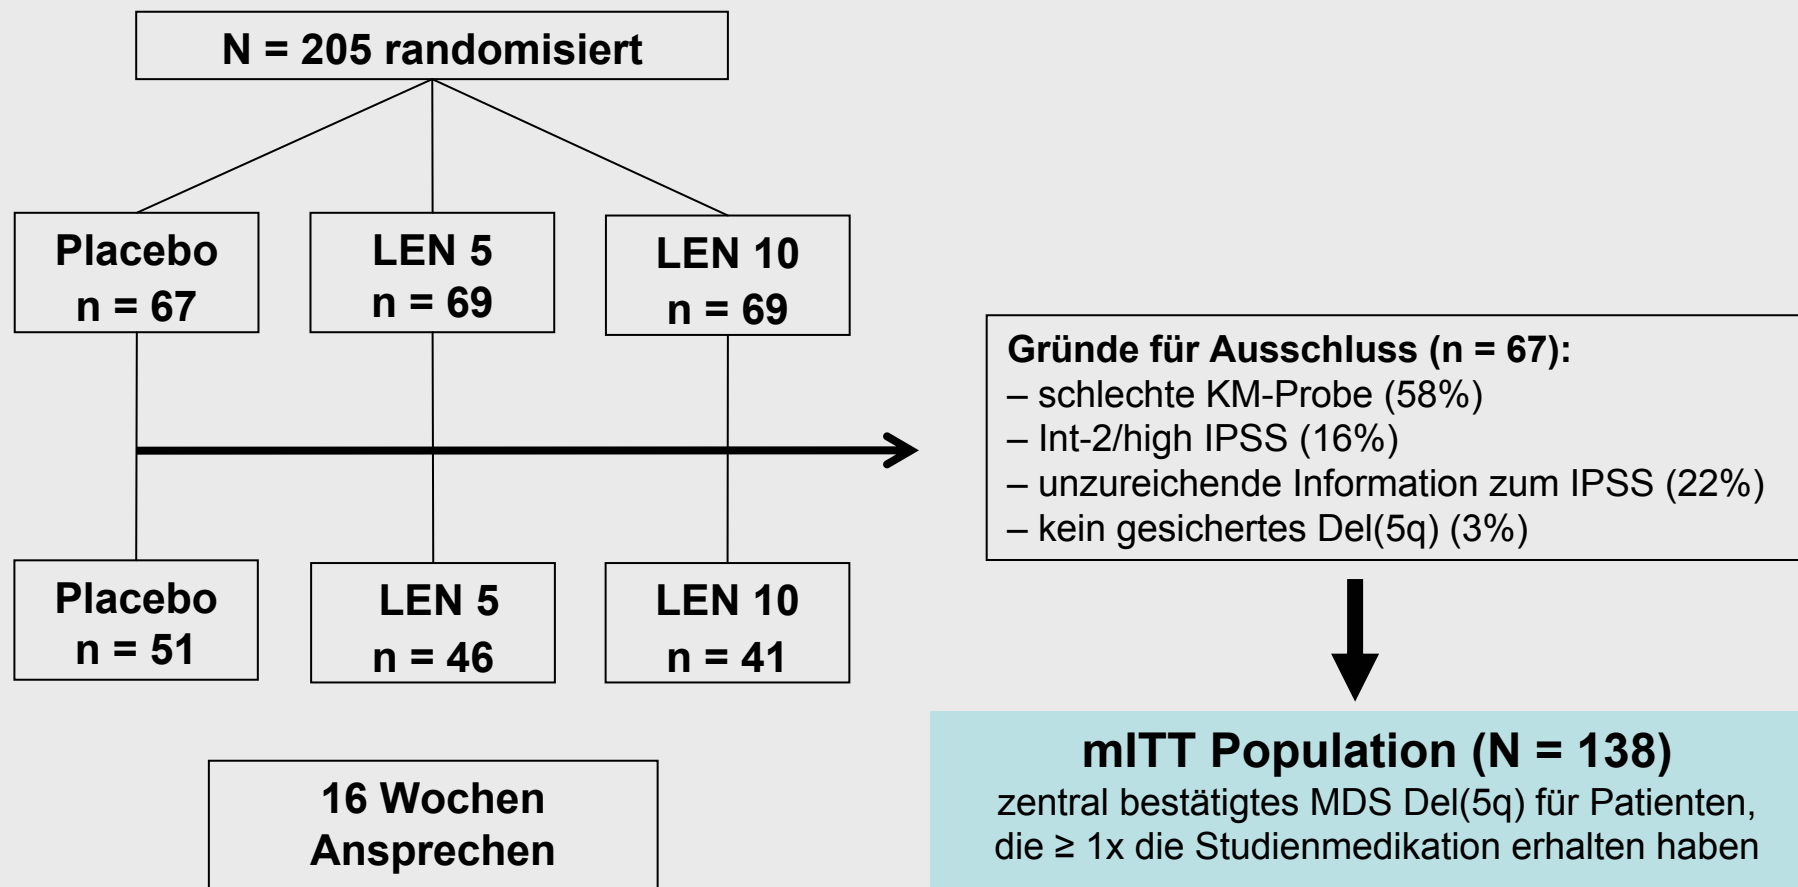 N = 205 randomisiert
Placebo
n = 67
LEN 5
n = 69
LEN 10
n = 69
Gründe für Ausschluss (n = 67):
– schlechte KM-Probe (58%)
– Int-2/high IPSS (16%)
– unzureichende Information zum IPSS (22%)
– kein gesichertes Del(5q) (3%)
Placebo
n = 51
LEN 5
n = 46
LEN 10
n = 41
16 Wochen
Ansprechen
mITT Population (N = 138)
zentral bestätigtes MDS Del(5q) für Patienten,
die ≥ 1x die Studienmedikation erhalten haben